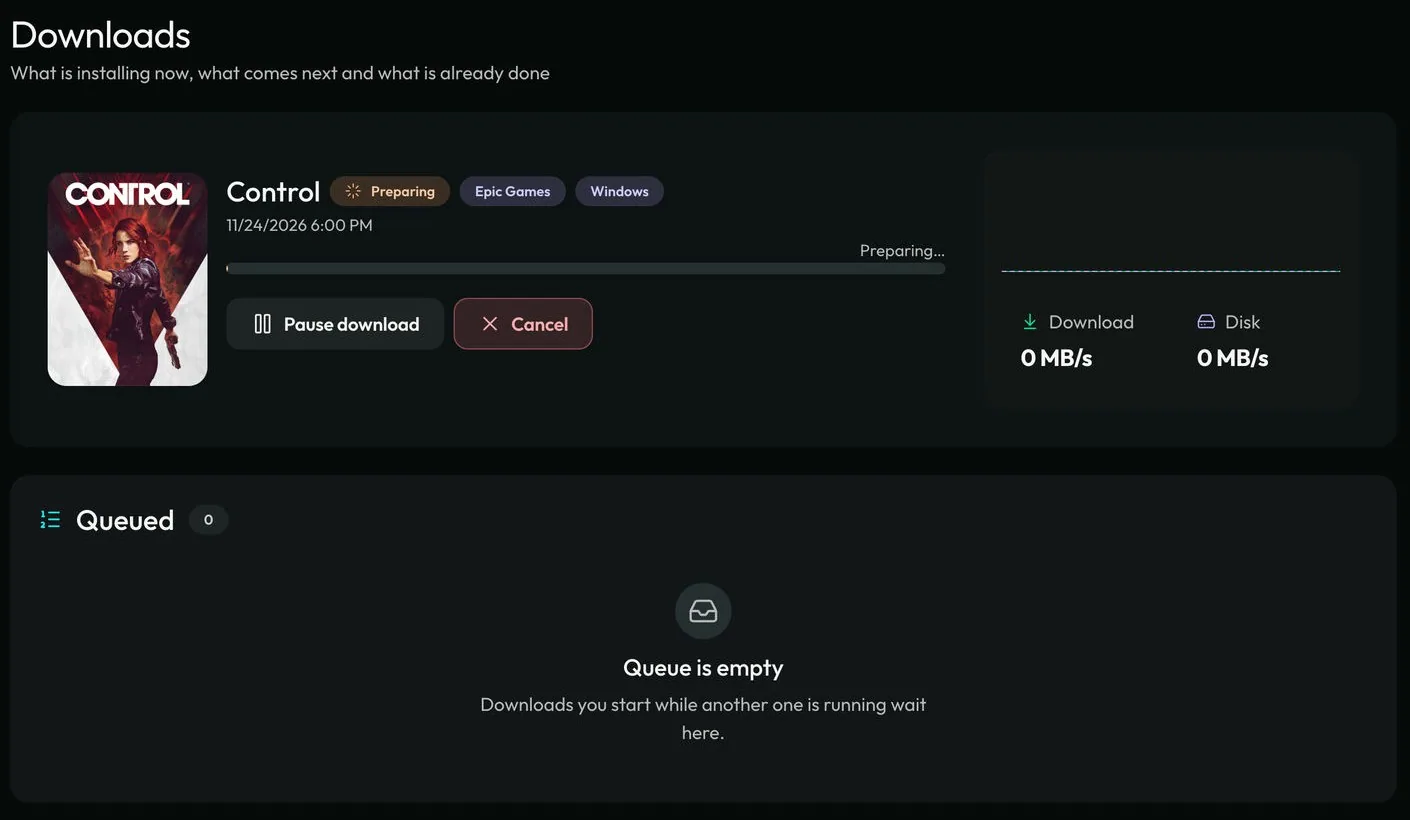 Downloads
What is installing now, what comes next and what is already done
CONTROL
Control
Preparing
Epic Games
Windows
11/24/2026 6:00 PM
Preparing...
Pause download
Cancel
Download
Disk
0 MB/s
0 MB/s
Queued
0
Queue is empty
Downloads you start while another one is running wait
here.